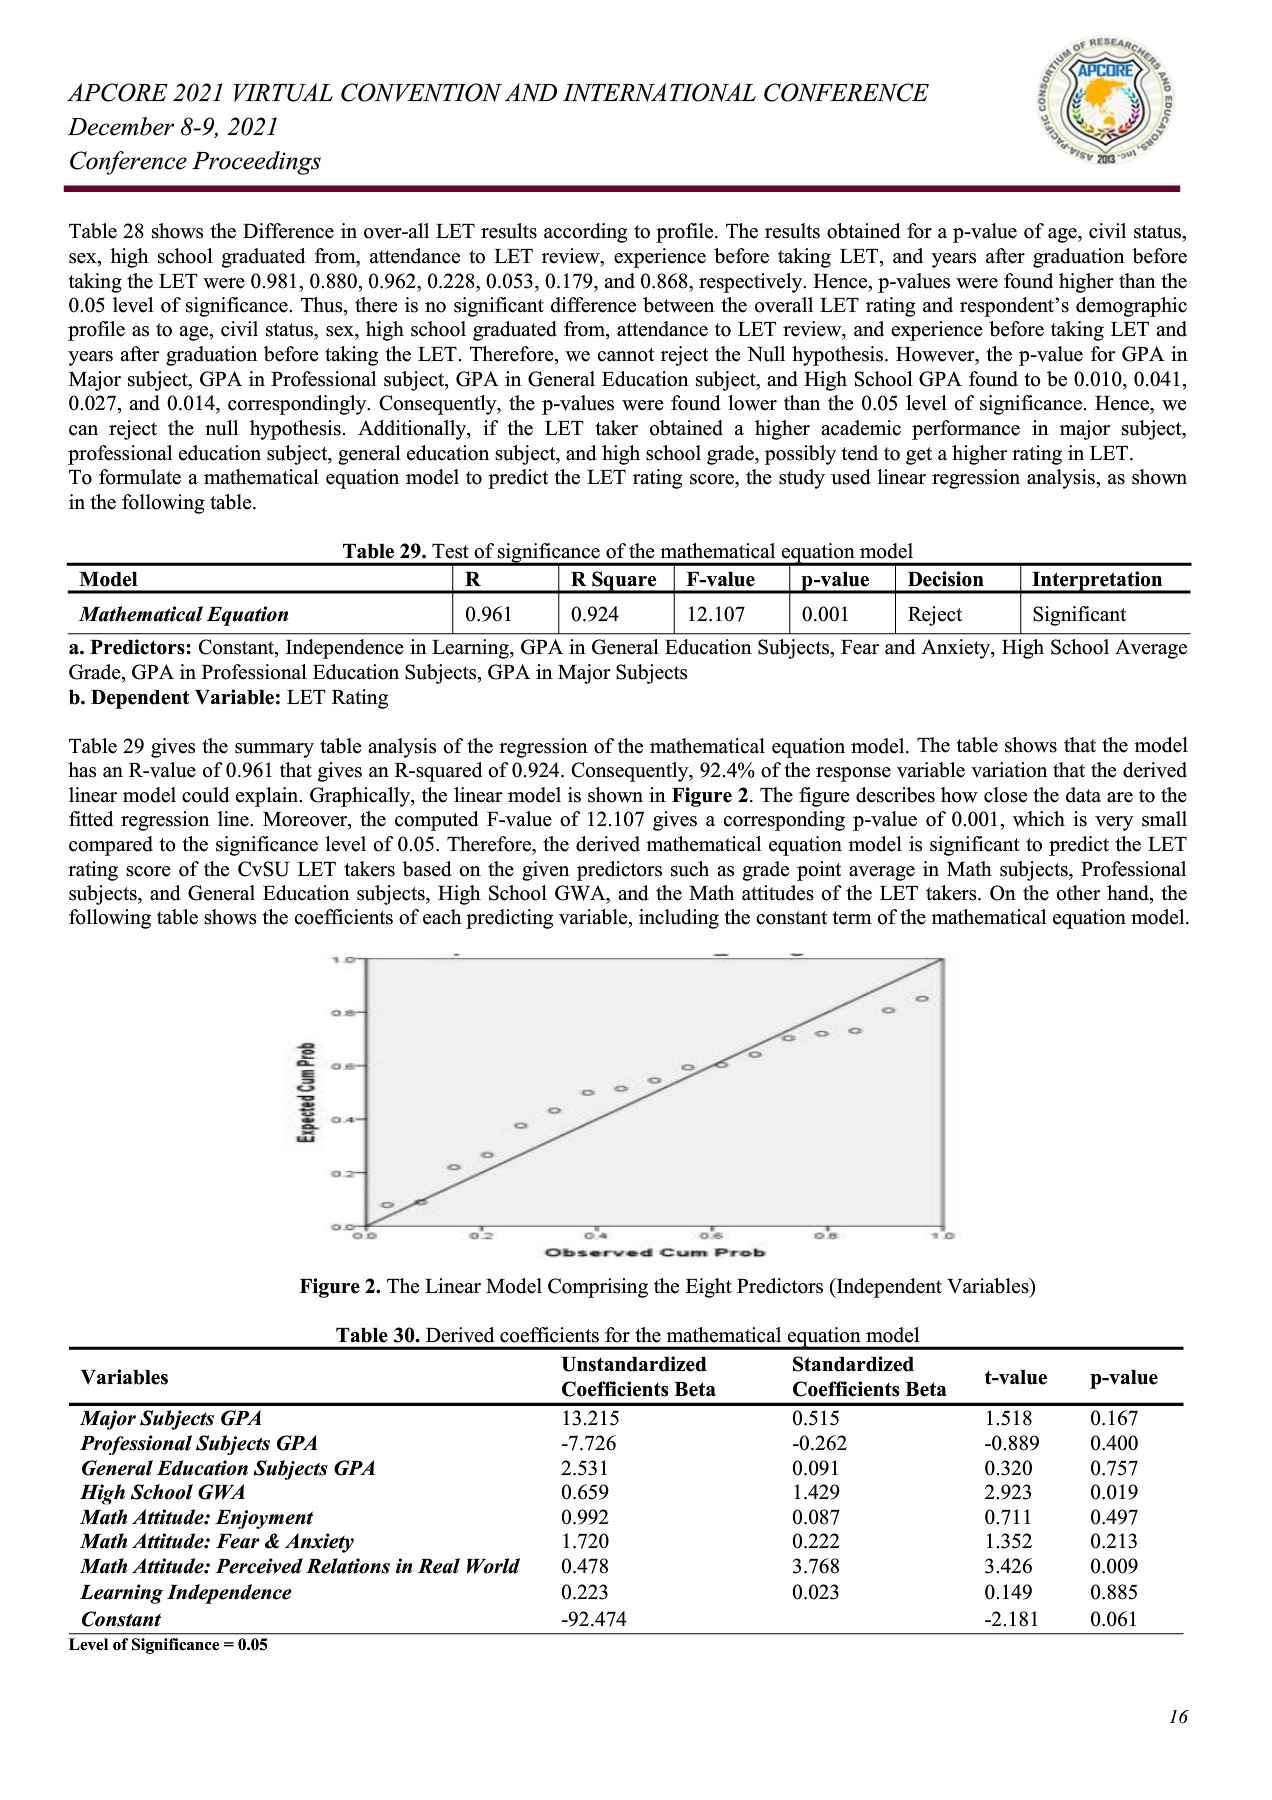 APCORE 2021 VIRTUAL CONVENTION AND INTERNATIONAL CONFERENCE
December 8-9, 2021
Conference Proceedings
ASIA-PACIFIC CONSORTIUM OF RESEARCHERS AND EDUCATORS, Inc.
APCORE
2013
Table 28 shows the Difference in over-all LET results according to profile. The results obtained for a p-value of age, civil status,
sex, high school graduated from, attendance to LET review, experience before taking LET, and years after graduation before
taking the LET were 0.981, 0.880, 0.962, 0.228, 0.053, 0.179, and 0.868, respectively. Hence, p-values were found higher than the
0.05 level of significance. Thus, there is no significant difference between the overall LET rating and respondent’s demographic
profile as to age, civil status, sex, high school graduated from, attendance to LET review, and experience before taking LET and
years after graduation before taking the LET. Therefore, we cannot reject the Null hypothesis. However, the p-value for GPA in
Major subject, GPA in Professional subject, GPA in General Education subject, and High School GPA found to be 0.010, 0.041,
0.027, and 0.014, correspondingly. Consequently, the p-values were found lower than the 0.05 level of significance. Hence, we
can reject the null hypothesis. Additionally, if the LET taker obtained a higher academic performance in major subject,
professional education subject, general education subject, and high school grade, possibly tend to get a higher rating in LET.
To formulate a mathematical equation model to predict the LET rating score, the study used linear regression analysis, as shown
in the following table.
Table 29. Test of significance of the mathematical equation model
Model R R Square F-value p-value Decision Interpretation
Mathematical Equation 0.961 0.924 12.107 0.001 Reject Significant
a. Predictors: Constant, Independence in Learning, GPA in General Education Subjects, Fear and Anxiety, High School Average
Grade, GPA in Professional Education Subjects, GPA in Major Subjects
b. Dependent Variable: LET Rating
Table 29 gives the summary table analysis of the regression of the mathematical equation model. The table shows that the model
has an R-value of 0.961 that gives an R-squared of 0.924. Consequently, 92.4% of the response variable variation that the derived
linear model could explain. Graphically, the linear model is shown in Figure 2. The figure describes how close the data are to the
fitted regression line. Moreover, the computed F-value of 12.107 gives a corresponding p-value of 0.001, which is very small
compared to the significance level of 0.05. Therefore, the derived mathematical equation model is significant to predict the LET
rating score of the CvSU LET takers based on the given predictors such as grade point average in Math subjects, Professional
subjects, and General Education subjects, High School GWA, and the Math attitudes of the LET takers. On the other hand, the
following table shows the coefficients of each predicting variable, including the constant term of the mathematical equation model.
1.0
0.8
0.6
0.4
0.2
0.0
Expected Cum Prob
0.0 0.2 0.4 0.6 0.8 1.0
Observed Cum Prob
Figure 2. The Linear Model Comprising the Eight Predictors (Independent Variables)
Table 30. Derived coefficients for the mathematical equation model
Variables Unstandardized Coefficients Beta Standardized Coefficients Beta t-value p-value
Major Subjects GPA 13.215 0.515 1.518 0.167
Professional Subjects GPA -7.726 -0.262 -0.889 0.400
General Education Subjects GPA 2.531 0.091 0.320 0.757
High School GWA 0.659 1.429 2.923 0.019
Math Attitude: Enjoyment 0.992 0.087 0.711 0.497
Math Attitude: Fear & Anxiety 1.720 0.222 1.352 0.213
Math Attitude: Perceived Relations in Real World 0.478 3.768 3.426 0.009
Learning Independence 0.223 0.023 0.149 0.885
Constant -92.474 -2.181 0.061
Level of Significance = 0.05
16